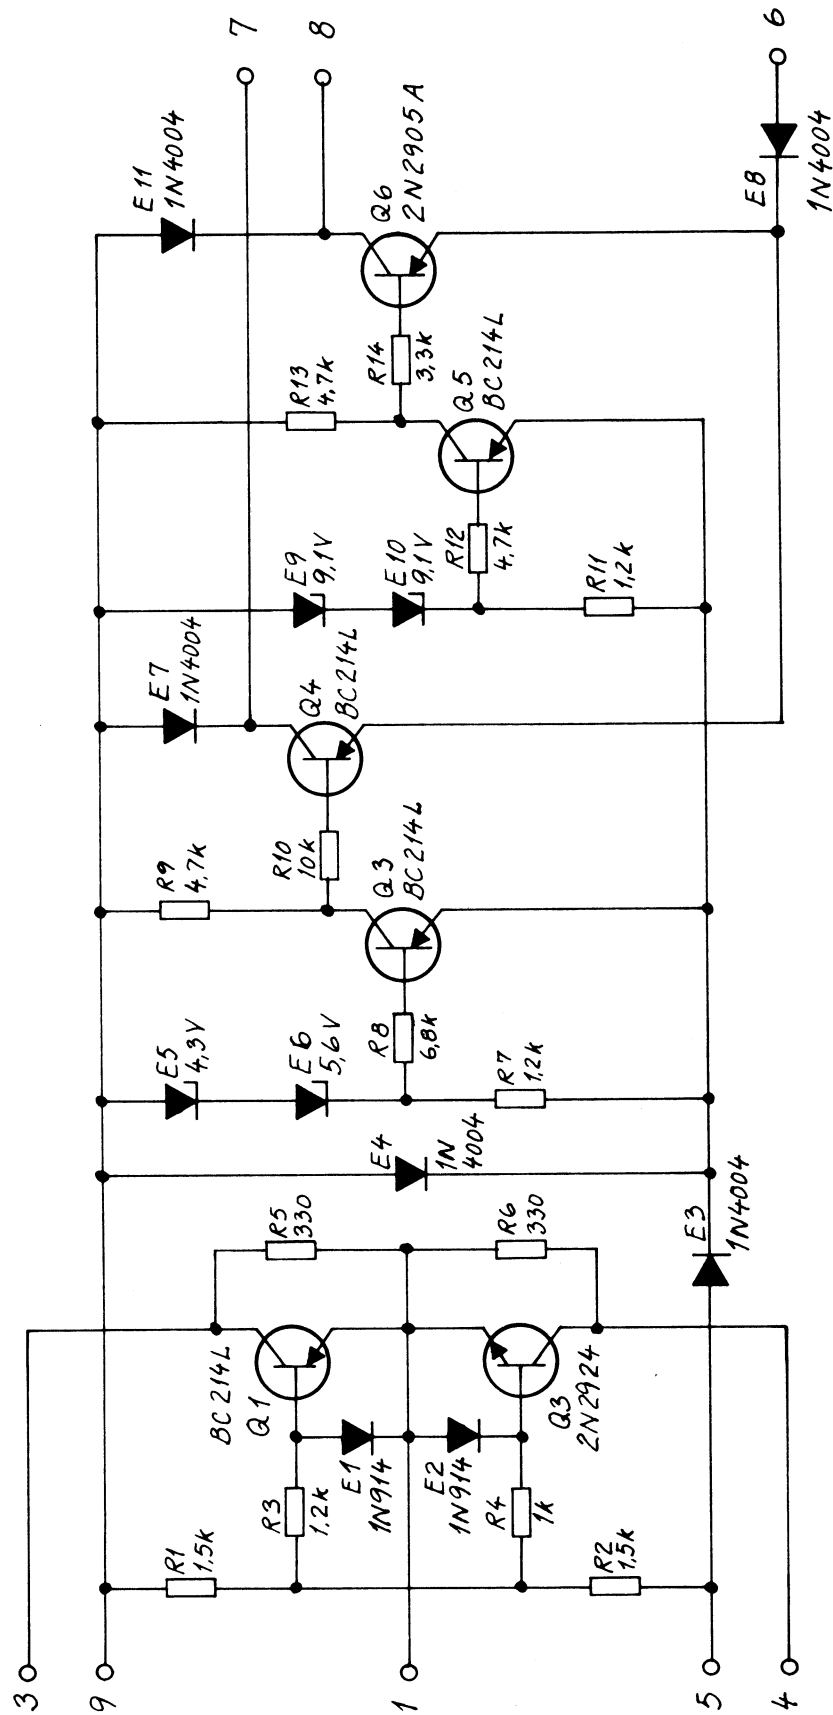 7
8
6
E11
1N4004
Q6
2N2905A
E8
1N4004
R13
4,7k
R14
3,3k
Q5
BC214L
E9
9,1V
E10
9,1V
R12
4,7k
R11
1,2k
E7
1N4004
Q4
BC214L
R9
4,7k
R10
10k
Q3
BC214L
E5
4,3V
E6
5,6V
R8
6,8k
R7
1,2k
E4
1N
4004
R5
330
R6
330
E3
1N4004
BC214L
Q1
Q3
2N2924
E1
1N914
E2
1N914
R3
1,2k
R4
1k
R1
1,5k
R2
1,5k
3
9
1
5
4